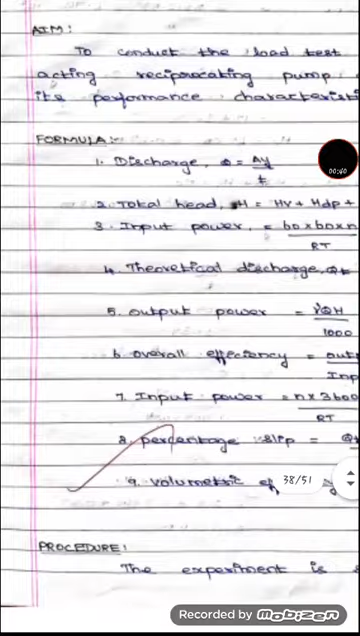 AIM:
To conduct the load test
acting reciprocating pump
its performance characteristi
FORMULA:-
1. Discharge, Q = Ay
t
00:40
2. Total head, H = Hv + Hdp +
3. Input power, = 60 x 60 x n
RT
4. Theoretical discharge, Qt
5. output power = rQH
1000
6. overall effeciency = out
Inp
7. Input power = n x 3600
RT
8. percentage slip = Qt
9. volumetric ef
38/51
PROCEDURE:
The experiment is
Recorded by Mobizen